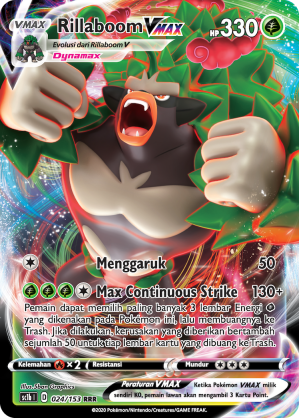 VMAX Rillaboom VMAX HP 330
Evolusi dari Rillaboom V
Dynamax
Menggaruk 50
Max Continuous Strike 130+
Pemain dapat memilih paling banyak 3 lembar Energi
yang dikenakan pada Pokémon ini, lalu membuangnya ke
Trash. Jika dilakukan, kerusakan yang diberikan bertambah
sejumlah 50 untuk tiap lembar kartu yang dibuang ke Trash.
Kelemahan ×2 Resistansi Mundur
Illus. 5ban Graphics
sc1b I D 024/153 RRR
Peraturan VMAX Ketika Pokémon VMAX milik
sendiri KO, pemain lawan akan mengambil 3 Kartu Point.
©2020 Pokémon/Nintendo/Creatures/GAME FREAK.